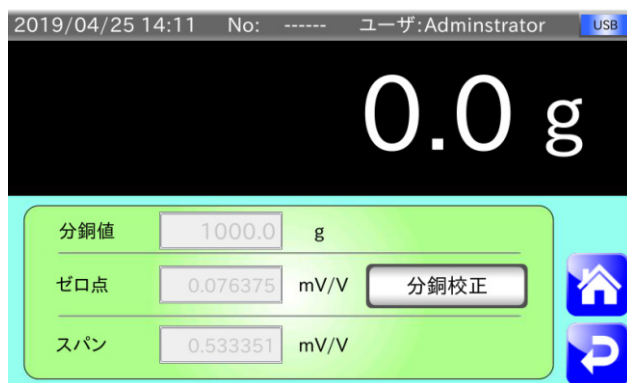 2019/04/25 14:11 No: ------ ユーザ:Adminstrator USB
0.0 g
分銅値 1000.0 g
ゼロ点 0.076375 mV/V 分銅校正
スパン 0.533351 mV/V